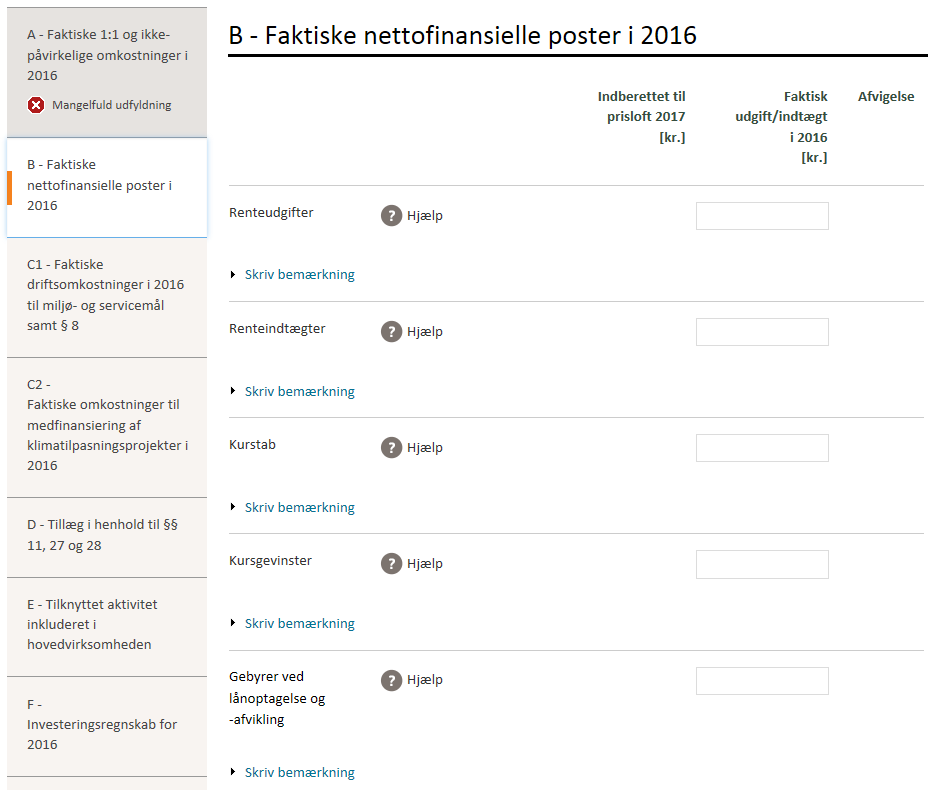 A - Faktiske 1:1 og ikke-
påvirkelige omkostninger i
2016
Mangelfuld udfyldning
B - Faktiske
nettofinansielle poster i
2016
C1 - Faktiske
driftsomkostninger i 2016
til miljø- og servicemål
samt § 8
C2 -
Faktiske omkostninger til
medfinansiering af
klimatilpasningsprojekter i
2016
D - Tillæg i henhold til §§
11, 27 og 28
E - Tilknyttet aktivitet
inkluderet i
hovedvirksomheden
F -
Investeringsregnskab for
2016
B - Faktiske nettofinansielle poster i 2016
Indberettet til
prisloft 2017
[kr.]
Faktisk
udgift/indtægt
i 2016
[kr.]
Afvigelse
Renteudgifter
? Hjælp
Skriv bemærkning
Renteindtægter
? Hjælp
Skriv bemærkning
Kurstab
? Hjælp
Skriv bemærkning
Kursgevinster
? Hjælp
Skriv bemærkning
Gebyrer ved
lånoptagelse og
-afvikling
? Hjælp
Skriv bemærkning